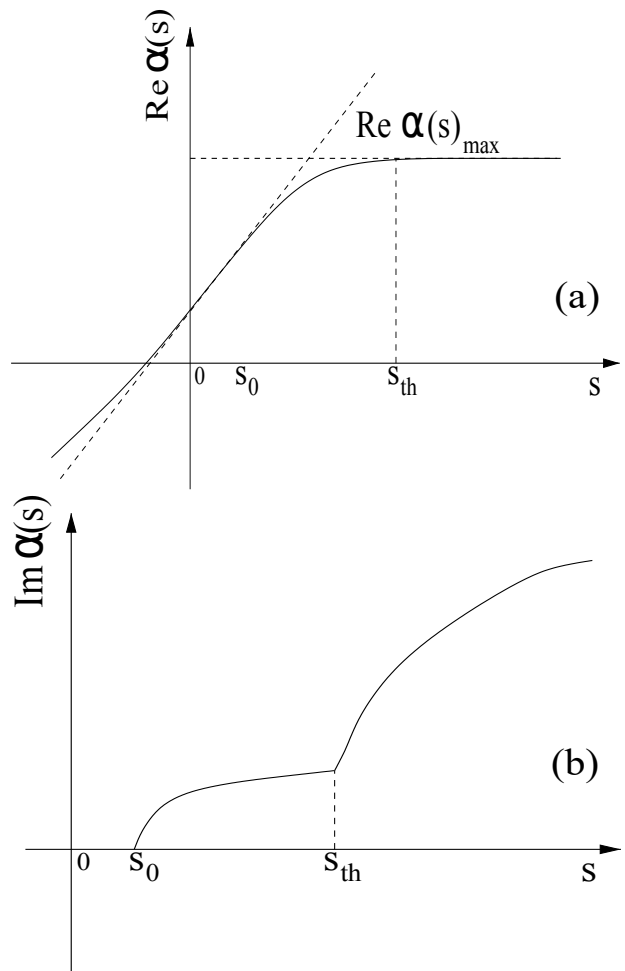 Re α(s)
Re α(s)max
(a)
0 s0 sth s
Im α(s)
(b)
0 s0 sth s